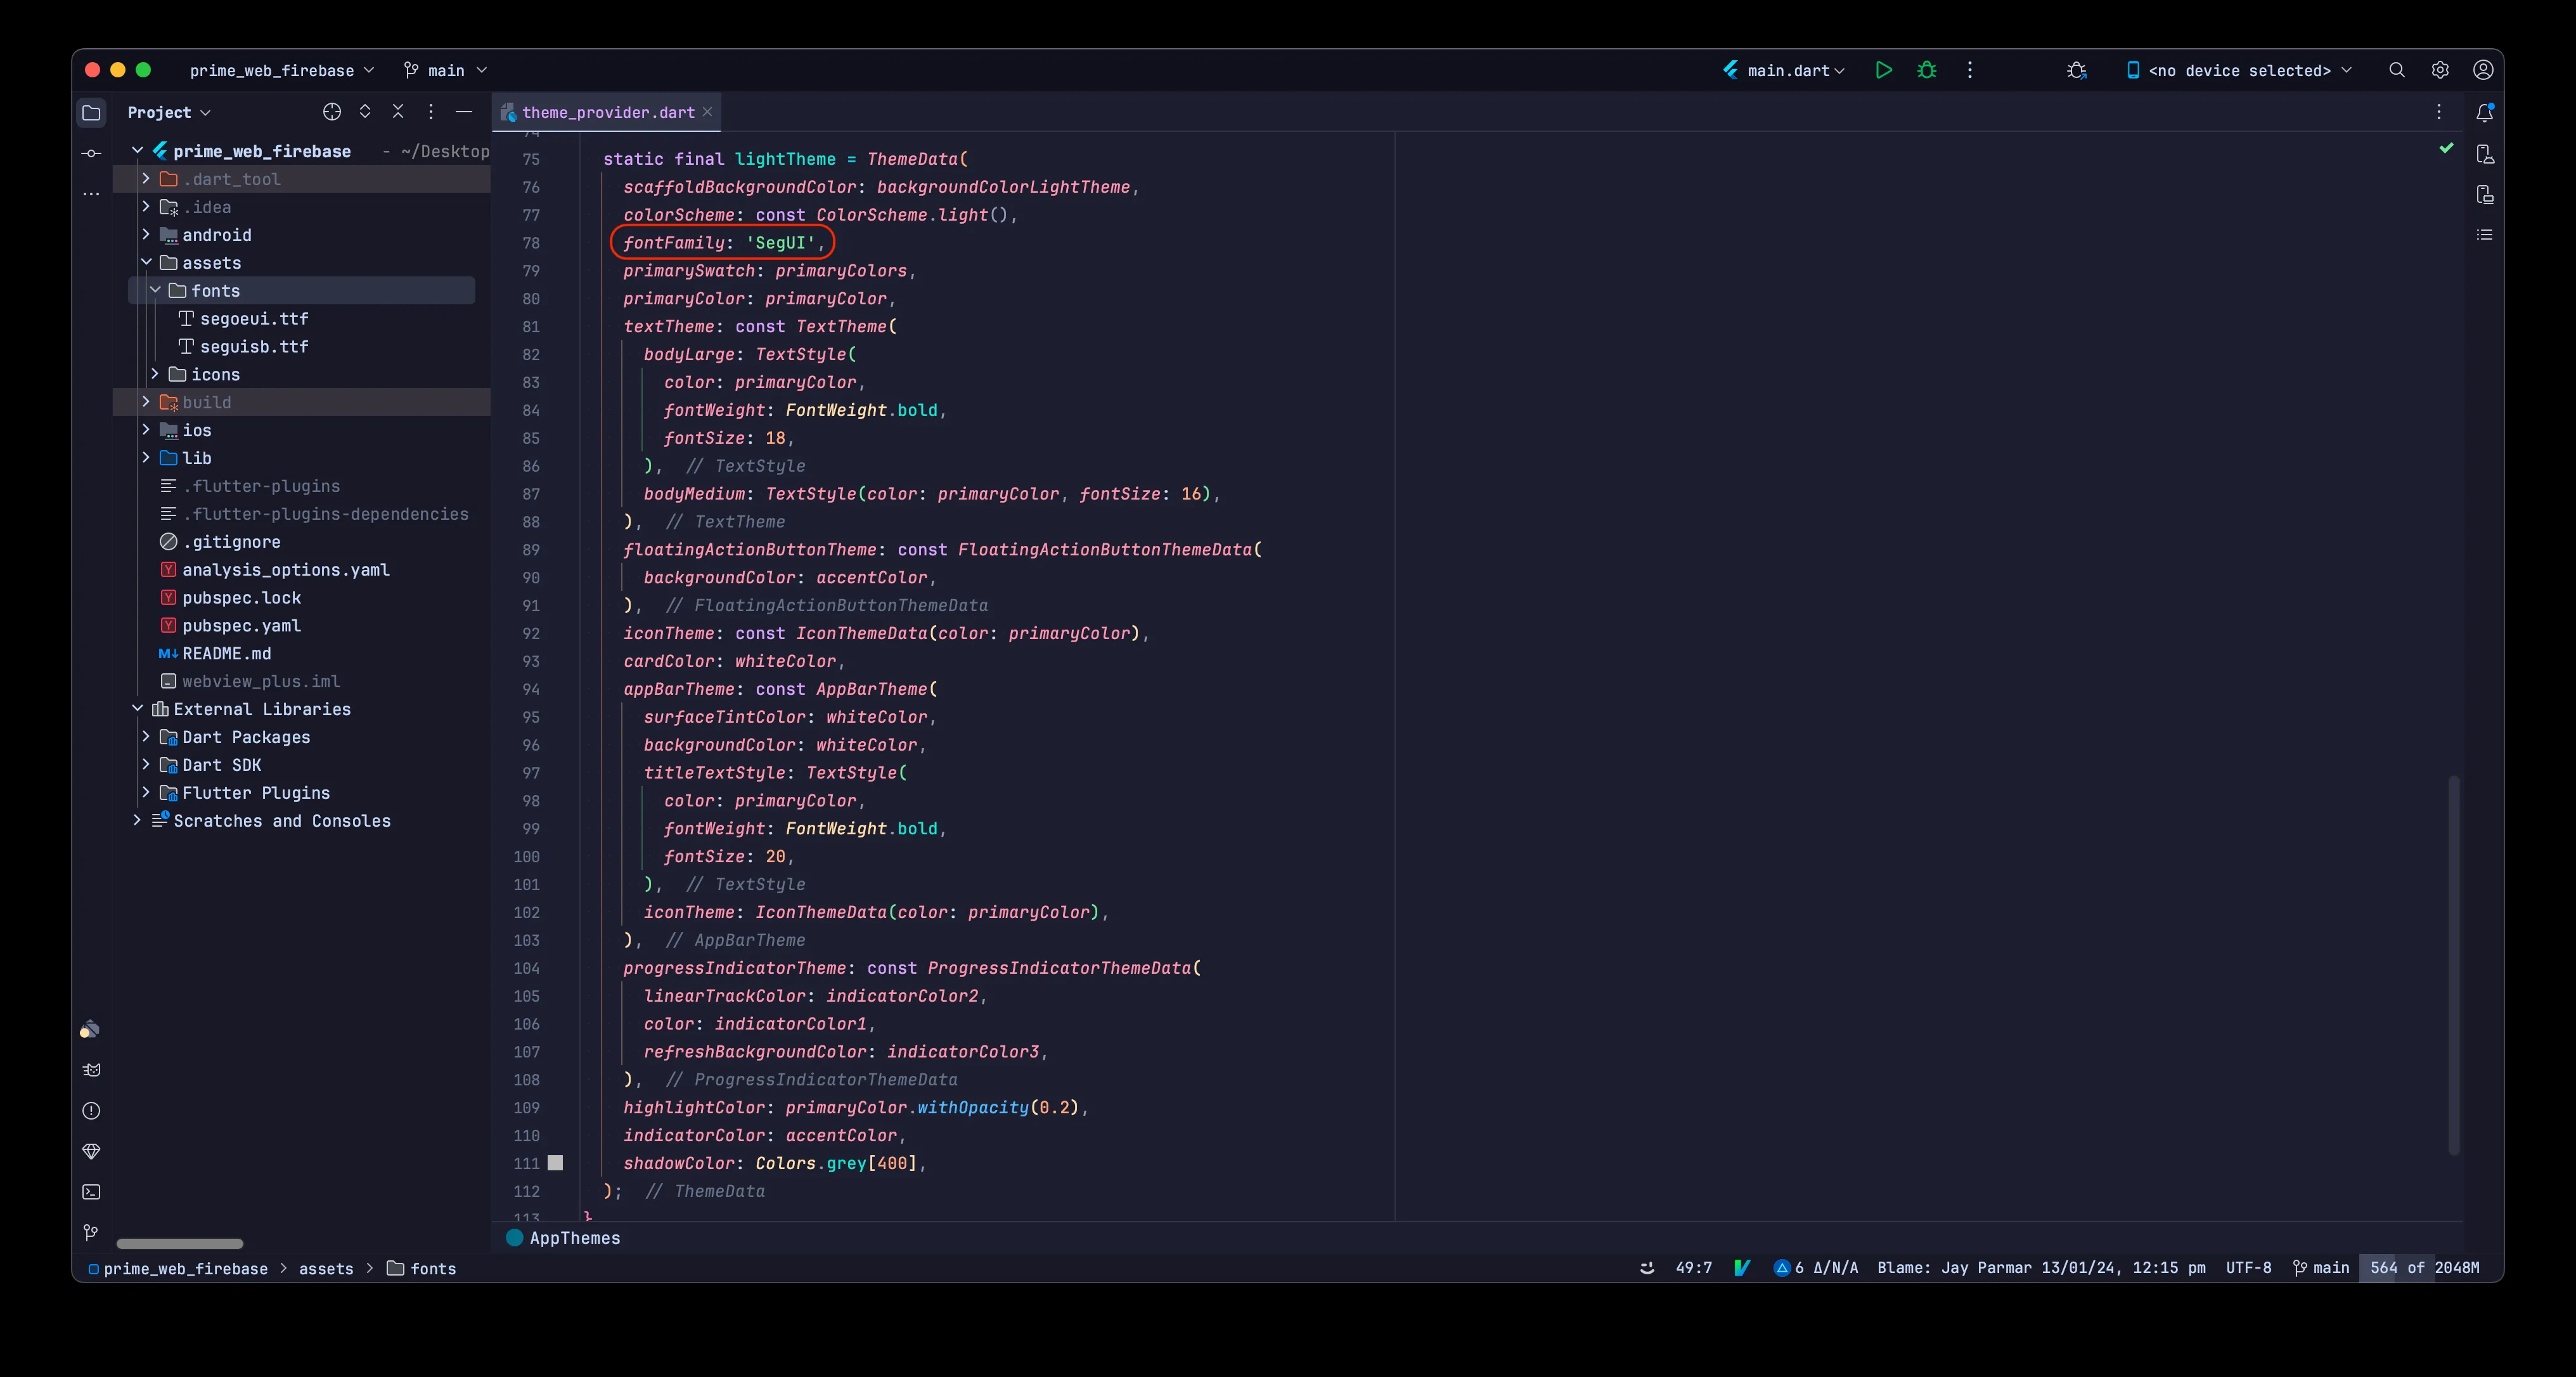 prime_web_firebase
main
main.dart
<no device selected>
Project
theme_provider.dart
prime_web_firebase - ~/Desktop
.dart_tool
.idea
android
assets
fonts
segoeui.ttf
seguisb.ttf
icons
build
ios
lib
.flutter-plugins
.flutter-plugins-dependencies
.gitignore
analysis_options.yaml
pubspec.lock
pubspec.yaml
README.md
webview_plus.iml
External Libraries
Dart Packages
Dart SDK
Flutter Plugins
Scratches and Consoles
74
75 static final lightTheme = ThemeData(
76 scaffoldBackgroundColor: backgroundColorLightTheme,
77 colorScheme: const ColorScheme.light(),
78 fontFamily: 'SegUI',
79 primarySwatch: primaryColors,
80 primaryColor: primaryColor,
81 textTheme: const TextTheme(
82 bodyLarge: TextStyle(
83 color: primaryColor,
84 fontWeight: FontWeight.bold,
85 fontSize: 18,
86 ), // TextStyle
87 bodyMedium: TextStyle(color: primaryColor, fontSize: 16),
88 ), // TextTheme
89 floatingActionButtonTheme: const FloatingActionButtonThemeData(
90 backgroundColor: accentColor,
91 ), // FloatingActionButtonThemeData
92 iconTheme: const IconThemeData(color: primaryColor),
93 cardColor: whiteColor,
94 appBarTheme: const AppBarTheme(
95 surfaceTintColor: whiteColor,
96 backgroundColor: whiteColor,
97 titleTextStyle: TextStyle(
98 color: primaryColor,
99 fontWeight: FontWeight.bold,
100 fontSize: 20,
101 ), // TextStyle
102 iconTheme: IconThemeData(color: primaryColor),
103 ), // AppBarTheme
104 progressIndicatorTheme: const ProgressIndicatorThemeData(
105 linearTrackColor: indicatorColor2,
106 color: indicatorColor1,
107 refreshBackgroundColor: indicatorColor3,
108 ), // ProgressIndicatorThemeData
109 highlightColor: primaryColor.withOpacity(0.2),
110 indicatorColor: accentColor,
111 shadowColor: Colors.grey[400],
112 ); // ThemeData
113 }
AppThemes
prime_web_firebase > assets > fonts
49:7
6 Δ/N/A
Blame: Jay Parmar 13/01/24, 12:15 pm
UTF-8
main
564 of 2048M